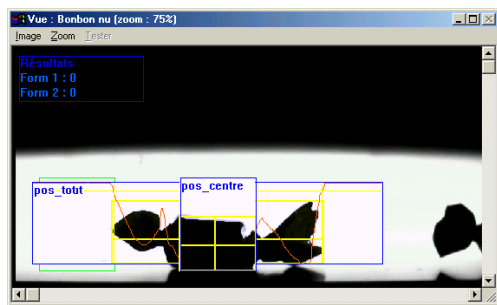 Vue : Bonbon nu (zoom : 75%)
Image Zoom Tester
Résultats
Form 1 : 0
Form 2 : 0
pos_tout
pos_centre